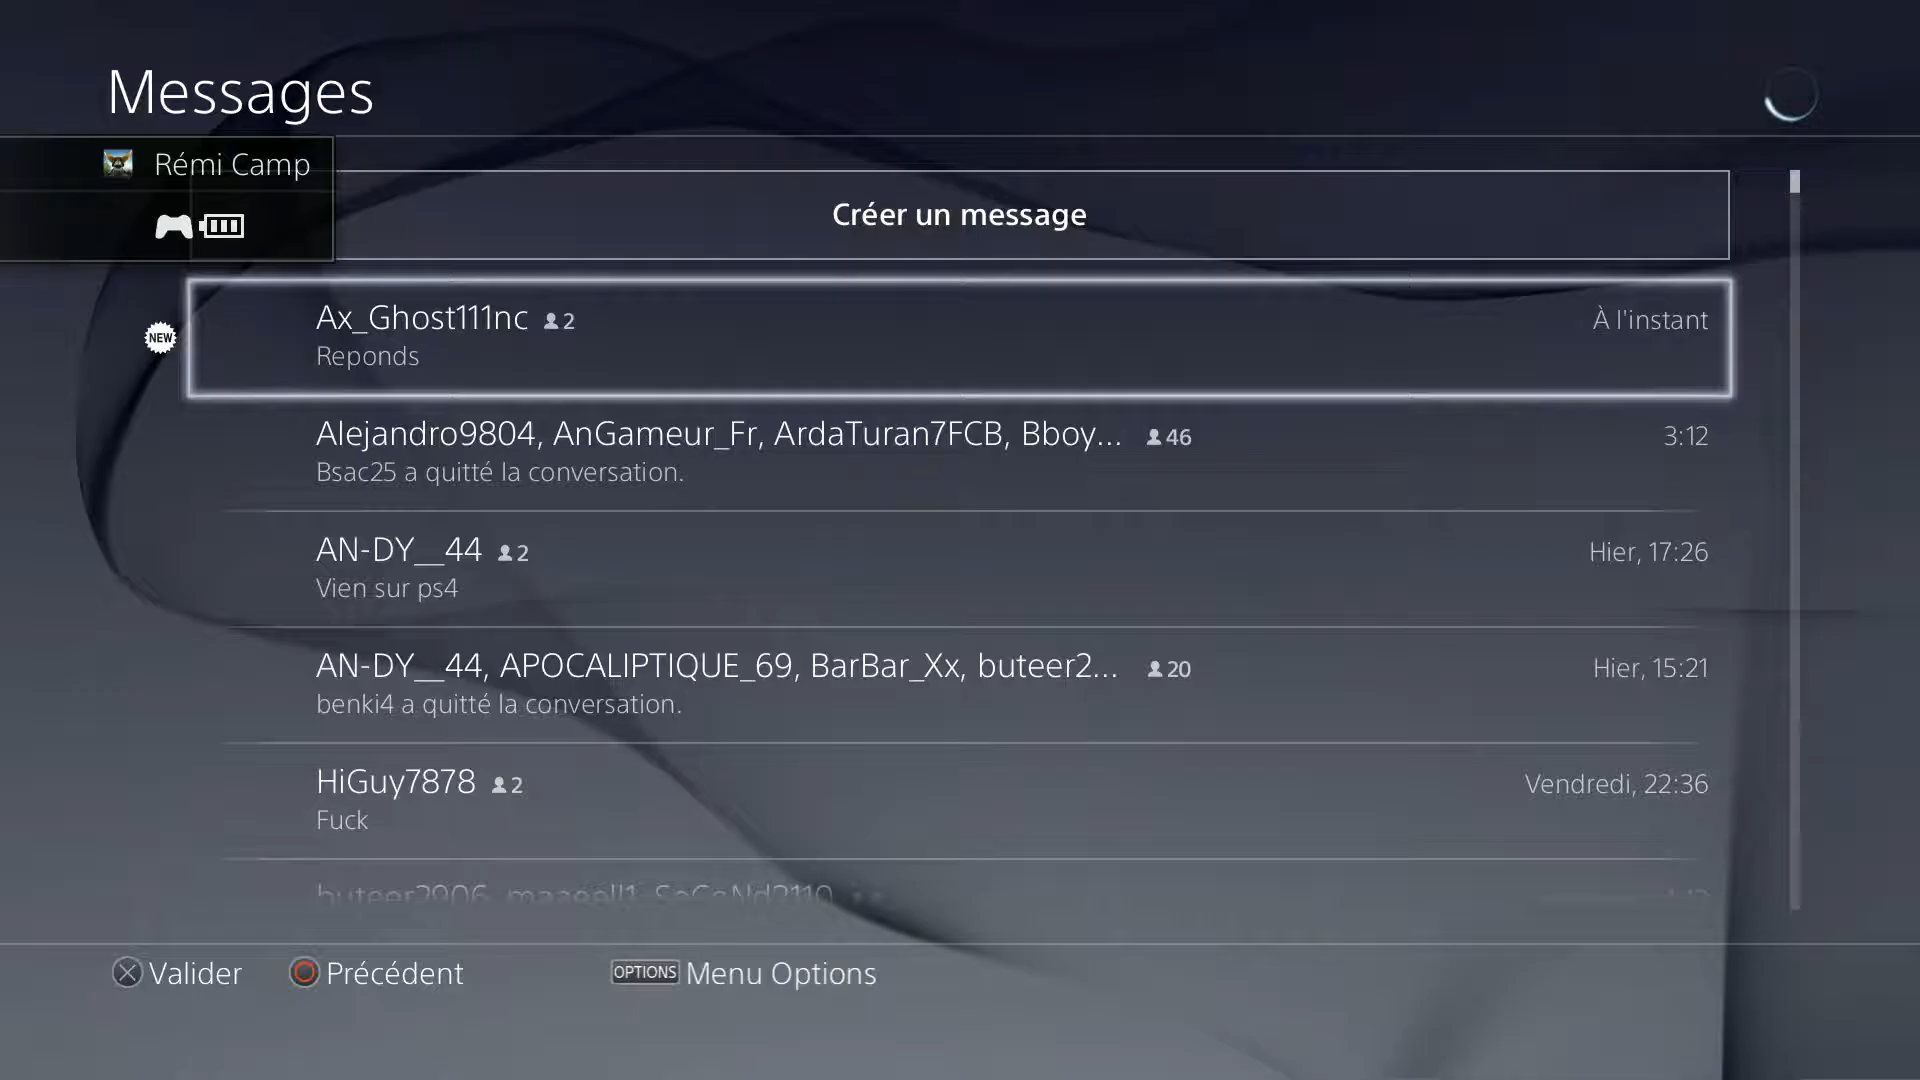 Messages
Rémi Camp
Créer un message
NEW
Ax_Ghost111nc 2
À l'instant
Reponds
Alejandro9804, AnGameur_Fr, ArdaTuran7FCB, Bboy... 46
3:12
Bsac25 a quitté la conversation.
AN-DY__44 2
Hier, 17:26
Vien sur ps4
AN-DY__44, APOCALIPTIQUE_69, BarBar_Xx, buteer2... 20
Hier, 15:21
benki4 a quitté la conversation.
HiGuy7878 2
Vendredi, 22:36
Fuck
Valider
Précédent
OPTIONS Menu Options